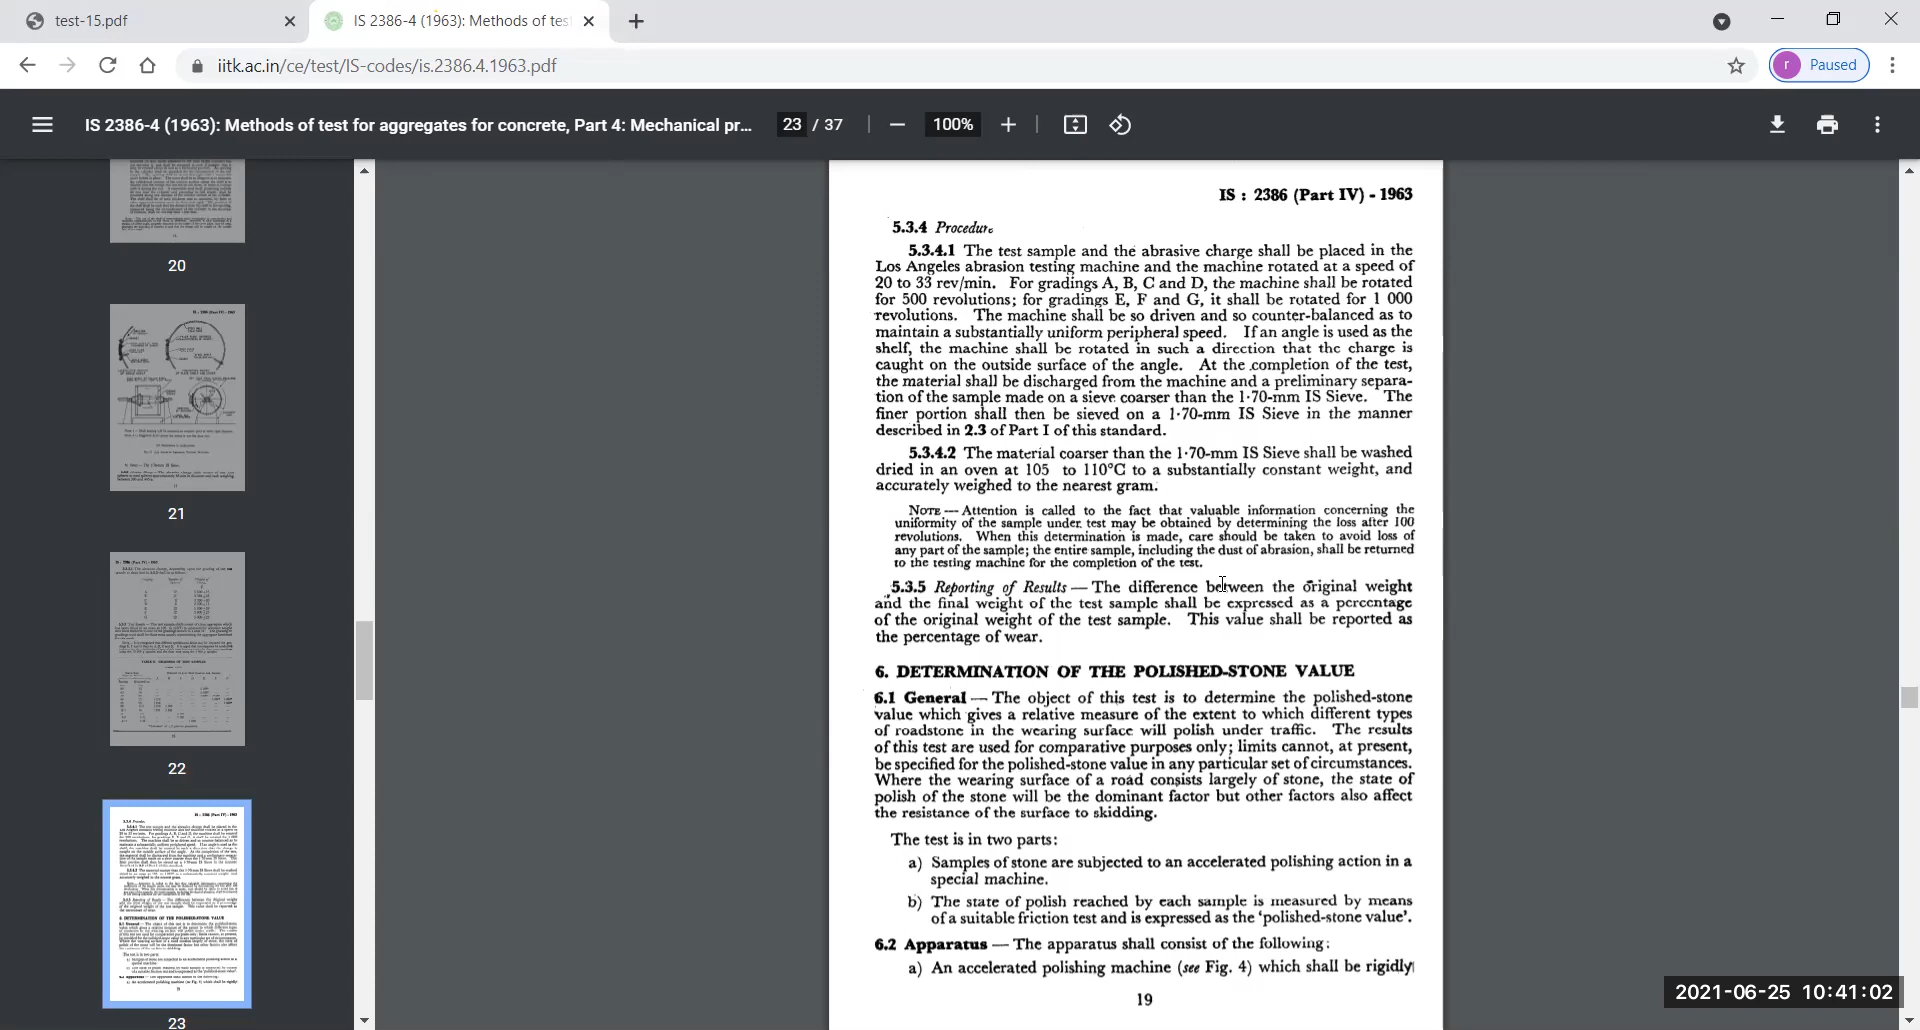 test-15.pdf
IS 2386-4 (1963): Methods of tes
iitk.ac.in/ce/test/IS-codes/is.2386.4.1963.pdf
r Paused
IS 2386-4 (1963): Methods of test for aggregates for concrete, Part 4: Mechanical pr...
23 / 37
100%
20
21
22
23
IS : 2386 (Part IV) - 1963
5.3.4 Procedure
5.3.4.1 The test sample and the abrasive charge shall be placed in the
Los Angeles abrasion testing machine and the machine rotated at a speed of
20 to 33 rev/min. For gradings A, B, C and D, the machine shall be rotated
for 500 revolutions; for gradings E, F and G, it shall be rotated for 1 000
revolutions. The machine shall be so driven and so counter-balanced as to
maintain a substantially uniform peripheral speed. If an angle is used as the
shelf, the machine shall be rotated in such a direction that the charge is
caught on the outside surface of the angle. At the completion of the test,
the material shall be discharged from the machine and a preliminary separa-
tion of the sample made on a sieve coarser than the 1·70-mm IS Sieve. The
finer portion shall then be sieved on a 1·70-mm IS Sieve in the manner
described in 2.3 of Part I of this standard.
5.3.4.2 The material coarser than the 1·70-mm IS Sieve shall be washed
dried in an oven at 105 to 110°C to a substantially constant weight, and
accurately weighed to the nearest gram.
NOTE — Attention is called to the fact that valuable information concerning the
uniformity of the sample under test may be obtained by determining the loss after 100
revolutions. When this determination is made, care should be taken to avoid loss of
any part of the sample; the entire sample, including the dust of abrasion, shall be returned
to the testing machine for the completion of the test.
5.3.5 Reporting of Results — The difference between the original weight
and the final weight of the test sample shall be expressed as a percentage
of the original weight of the test sample. This value shall be reported as
the percentage of wear.
6. DETERMINATION OF THE POLISHED-STONE VALUE
6.1 General — The object of this test is to determine the polished-stone
value which gives a relative measure of the extent to which different types
of roadstone in the wearing surface will polish under traffic. The results
of this test are used for comparative purposes only; limits cannot, at present,
be specified for the polished-stone value in any particular set of circumstances.
Where the wearing surface of a road consists largely of stone, the state of
polish of the stone will be the dominant factor but other factors also affect
the resistance of the surface to skidding.
The test is in two parts:
a) Samples of stone are subjected to an accelerated polishing action in a
special machine.
b) The state of polish reached by each sample is measured by means
of a suitable friction test and is expressed as the ‘polished-stone value’.
6.2 Apparatus — The apparatus shall consist of the following:
a) An accelerated polishing machine (see Fig. 4) which shall be rigidly
19
2021-06-25 10:41:02